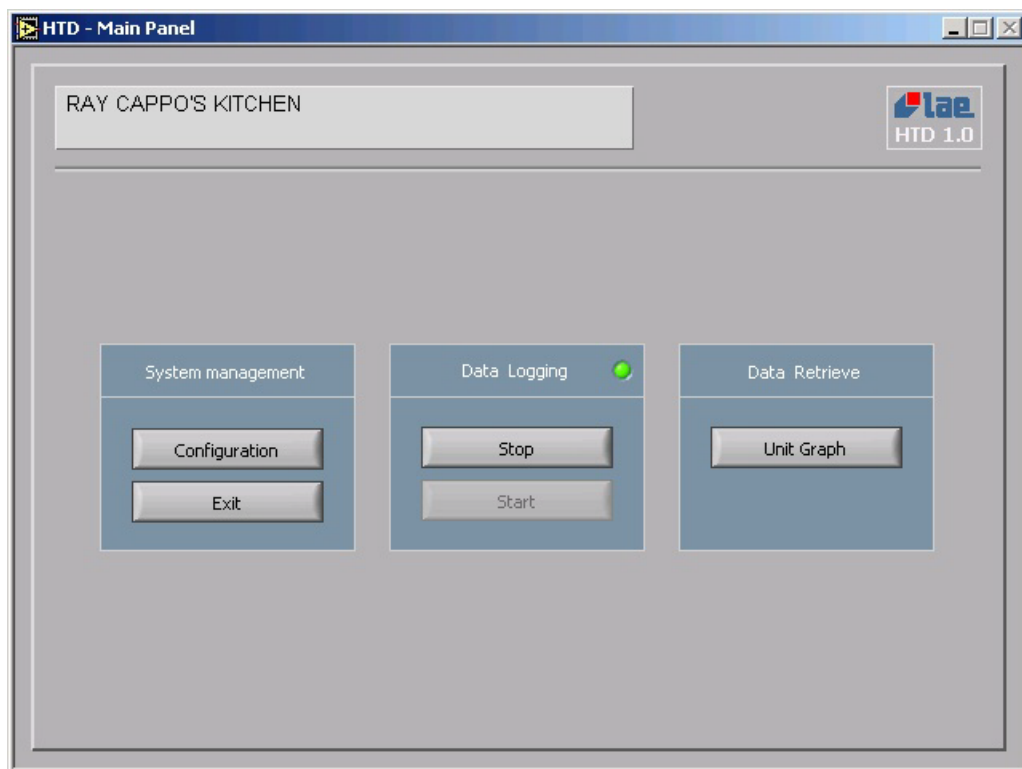 HTD - Main Panel
RAY CAPPO'S KITCHEN
lae
HTD 1.0
System management
Configuration
Exit
Data Logging
Stop
Start
Data Retrieve
Unit Graph